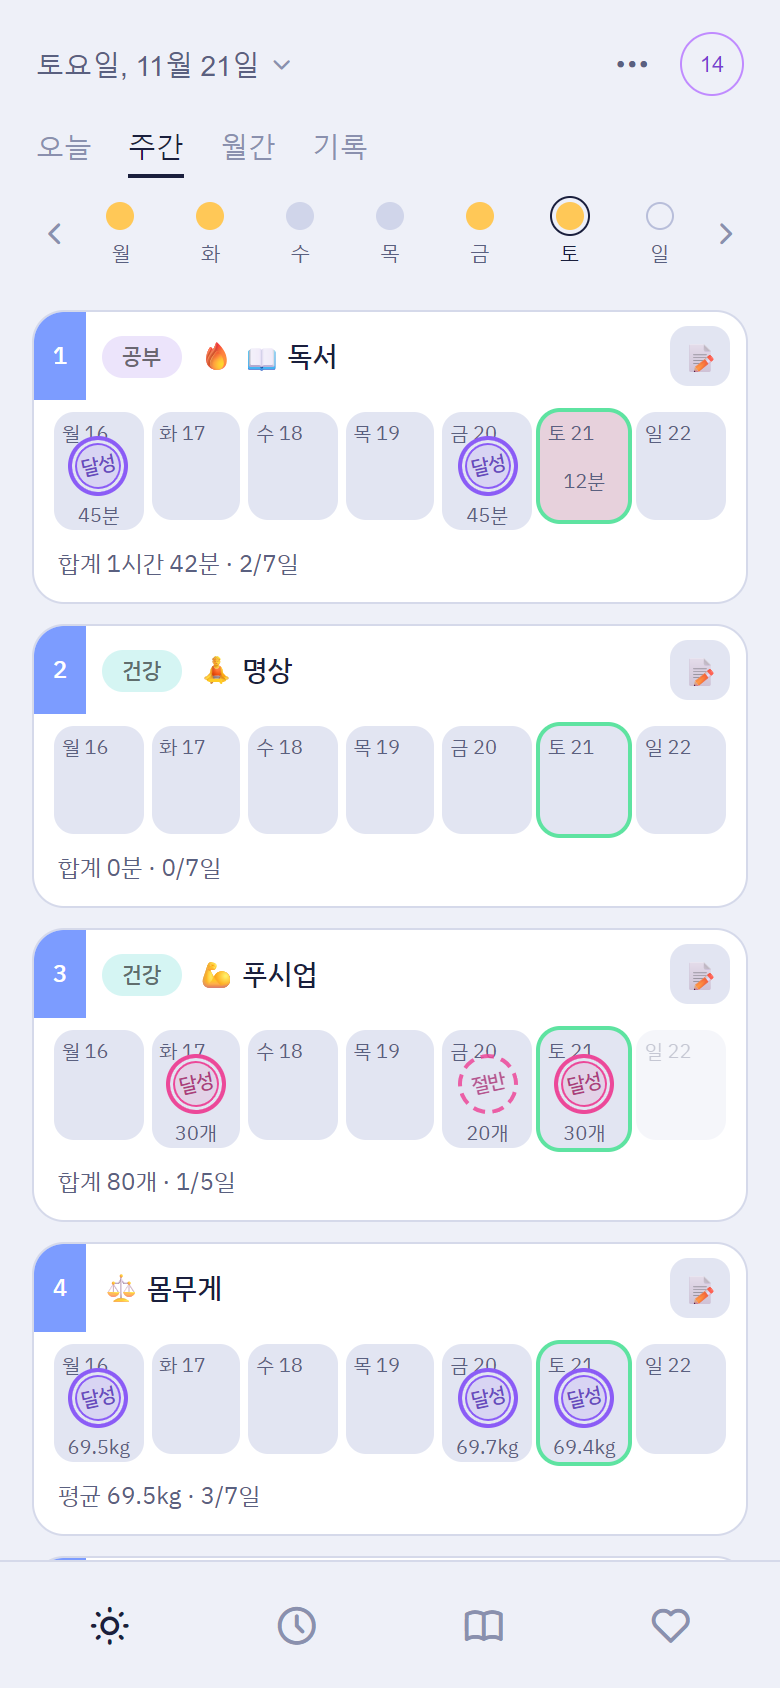 토요일, 11월 21일
14
오늘 주간 월간 기록
월 화 수 목 금 토 일
1 공부 독서
월 16 화 17 수 18 목 19 금 20 토 21 일 22
달성 달성 12분
45분 45분
합계 1시간 42분 · 2/7일
2 건강 명상
월 16 화 17 수 18 목 19 금 20 토 21 일 22
합계 0분 · 0/7일
3 건강 푸시업
월 16 화 17 수 18 목 19 금 20 토 21 일 22
달성 절반 달성
30개 20개 30개
합계 80개 · 1/5일
4 몸무게
월 16 화 17 수 18 목 19 금 20 토 21 일 22
달성 달성 달성
69.5kg 69.7kg 69.4kg
평균 69.5kg · 3/7일